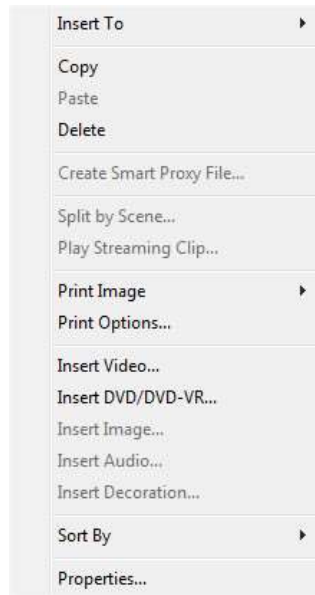 Insert To
Copy
Paste
Delete
Create Smart Proxy File...
Split by Scene...
Play Streaming Clip...
Print Image
Print Options...
Insert Video...
Insert DVD/DVD-VR...
Insert Image...
Insert Audio...
Insert Decoration...
Sort By
Properties...